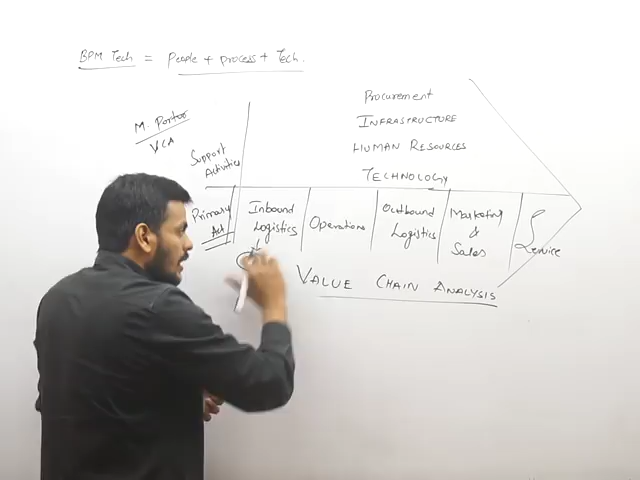 BPM Tech = People + process + Tech.
M. Porter
VCA
Procurement
INFRASTRUCTURE
HUMAN RESOURCES
TECHNOLOGY
Support
Activities
Primary
Act.
Inbound
Logistics
Operations
Outbound
Logistics
Marketing
&
Sales
Service
VALUE CHAIN ANALYSIS